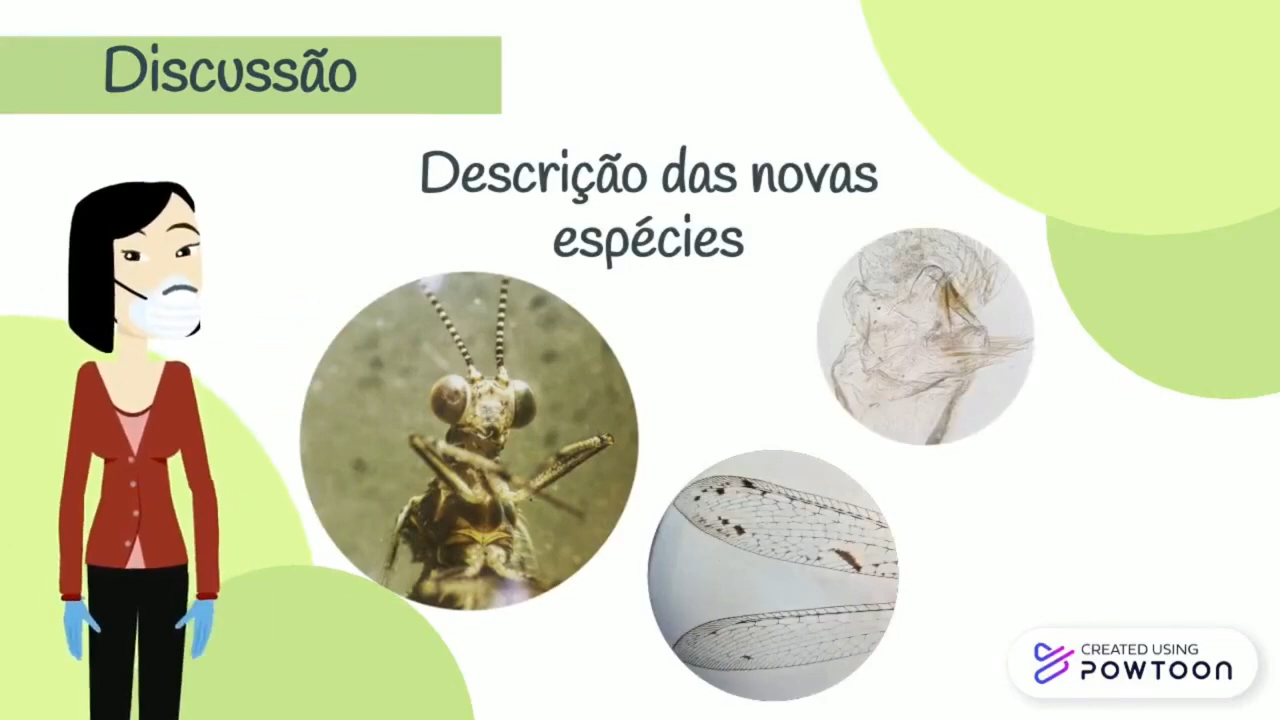 Discussão
Descrição das novas
espécies
CREATED USING
POWTOON